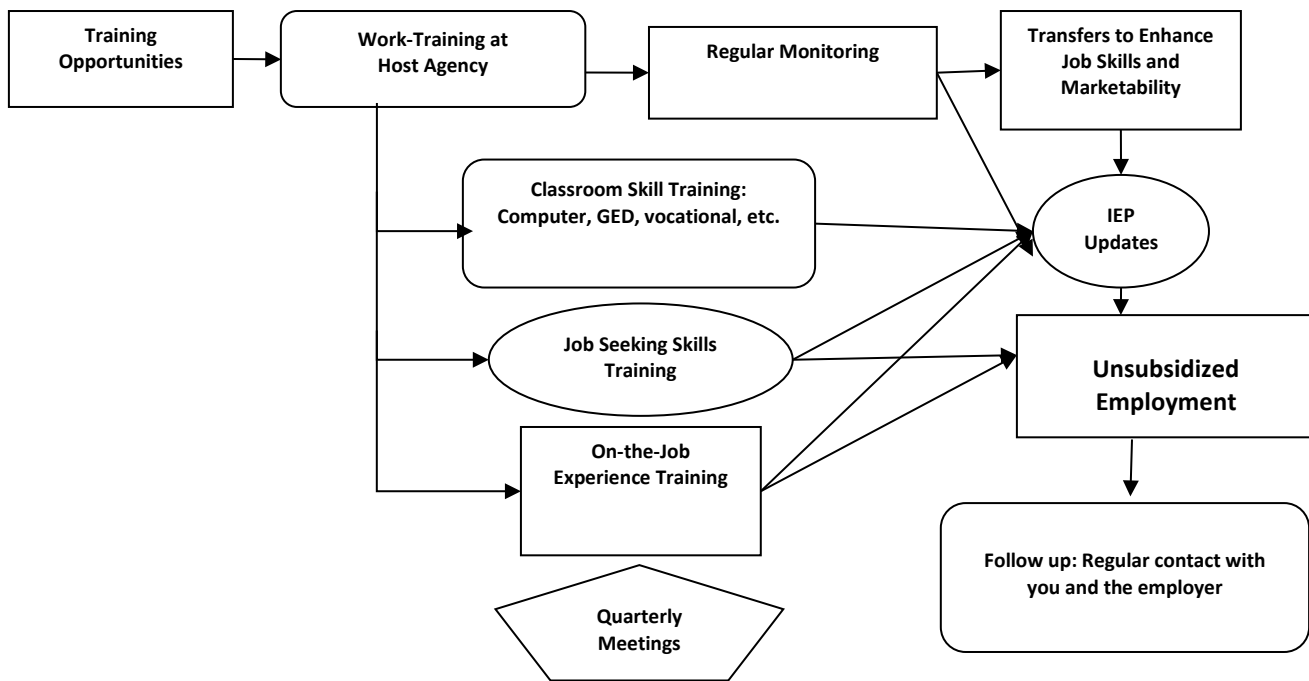 Training
Opportunities
Work-Training at
Host Agency
Regular Monitoring
Transfers to Enhance
Job Skills and
Marketability
Classroom Skill Training:
Computer, GED, vocational, etc.
IEP
Updates
Job Seeking Skills
Training
Unsubsidized
Employment
On-the-Job
Experience Training
Follow up: Regular contact with
you and the employer
Quarterly
Meetings